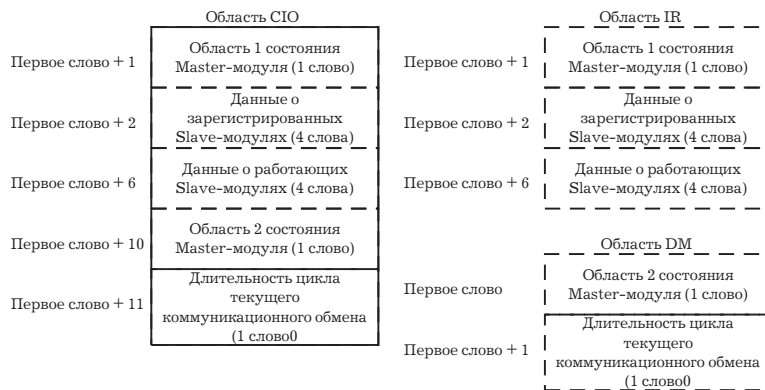 Область CIO
Первое слово + 1
Область 1 состояния
Master-модуля (1 слово)
Первое слово + 2
Данные о
зарегистрированных
Slave-модулях (4 слова)
Первое слово + 6
Данные о работающих
Slave-модулях (4 слова)
Первое слово + 10
Область 2 состояния
Master-модуля (1 слово)
Первое слово + 11
Длительность цикла
текущего
коммуникационного обмена
(1 слово0
Область IR
Первое слово + 1
Область 1 состояния
Master-модуля (1 слово)
Первое слово + 2
Данные о
зарегистрированных
Slave-модулях (4 слова)
Первое слово + 6
Данные о работающих
Slave-модулях (4 слова)
Область DM
Первое слово
Область 2 состояния
Master-модуля (1 слово)
Первое слово + 1
Длительность цикла
текущего
коммуникационного обмена
(1 слово0